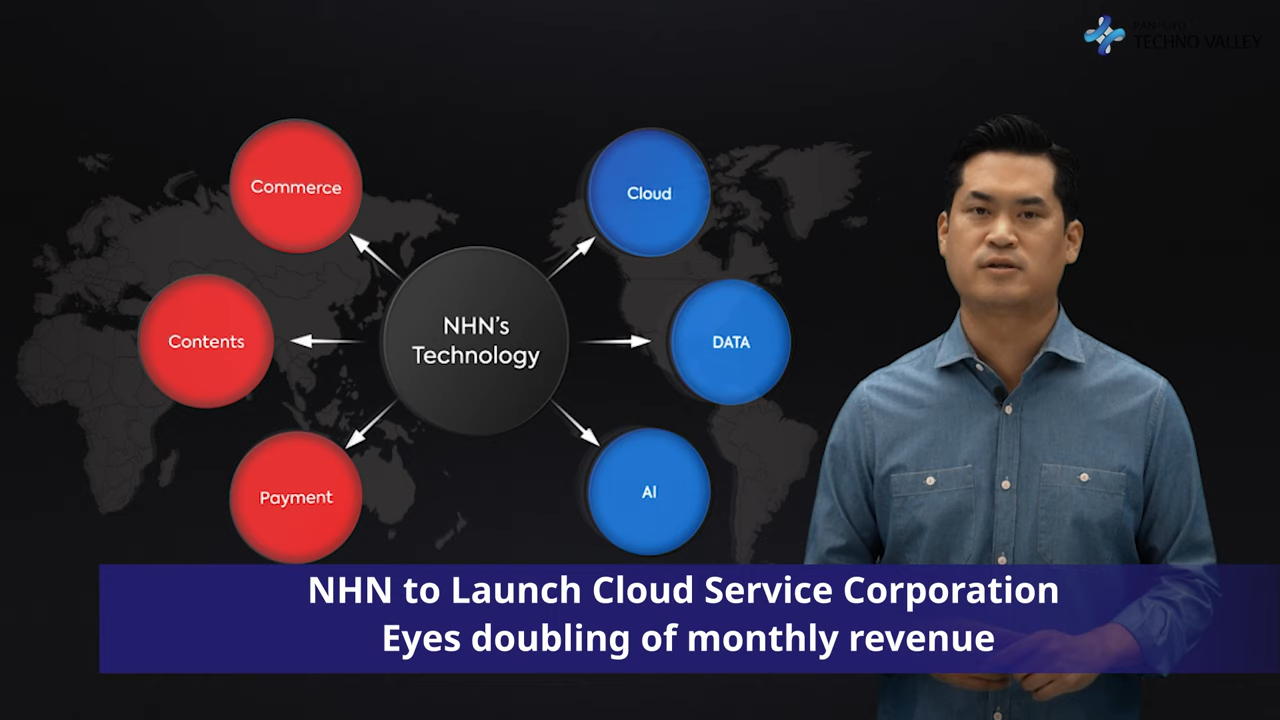 PANGYO
TECHNO VALLEY
Commerce
Cloud
NHN's
Technology
Contents
DATA
Payment
AI
NHN to Launch Cloud Service Corporation
Eyes doubling of monthly revenue